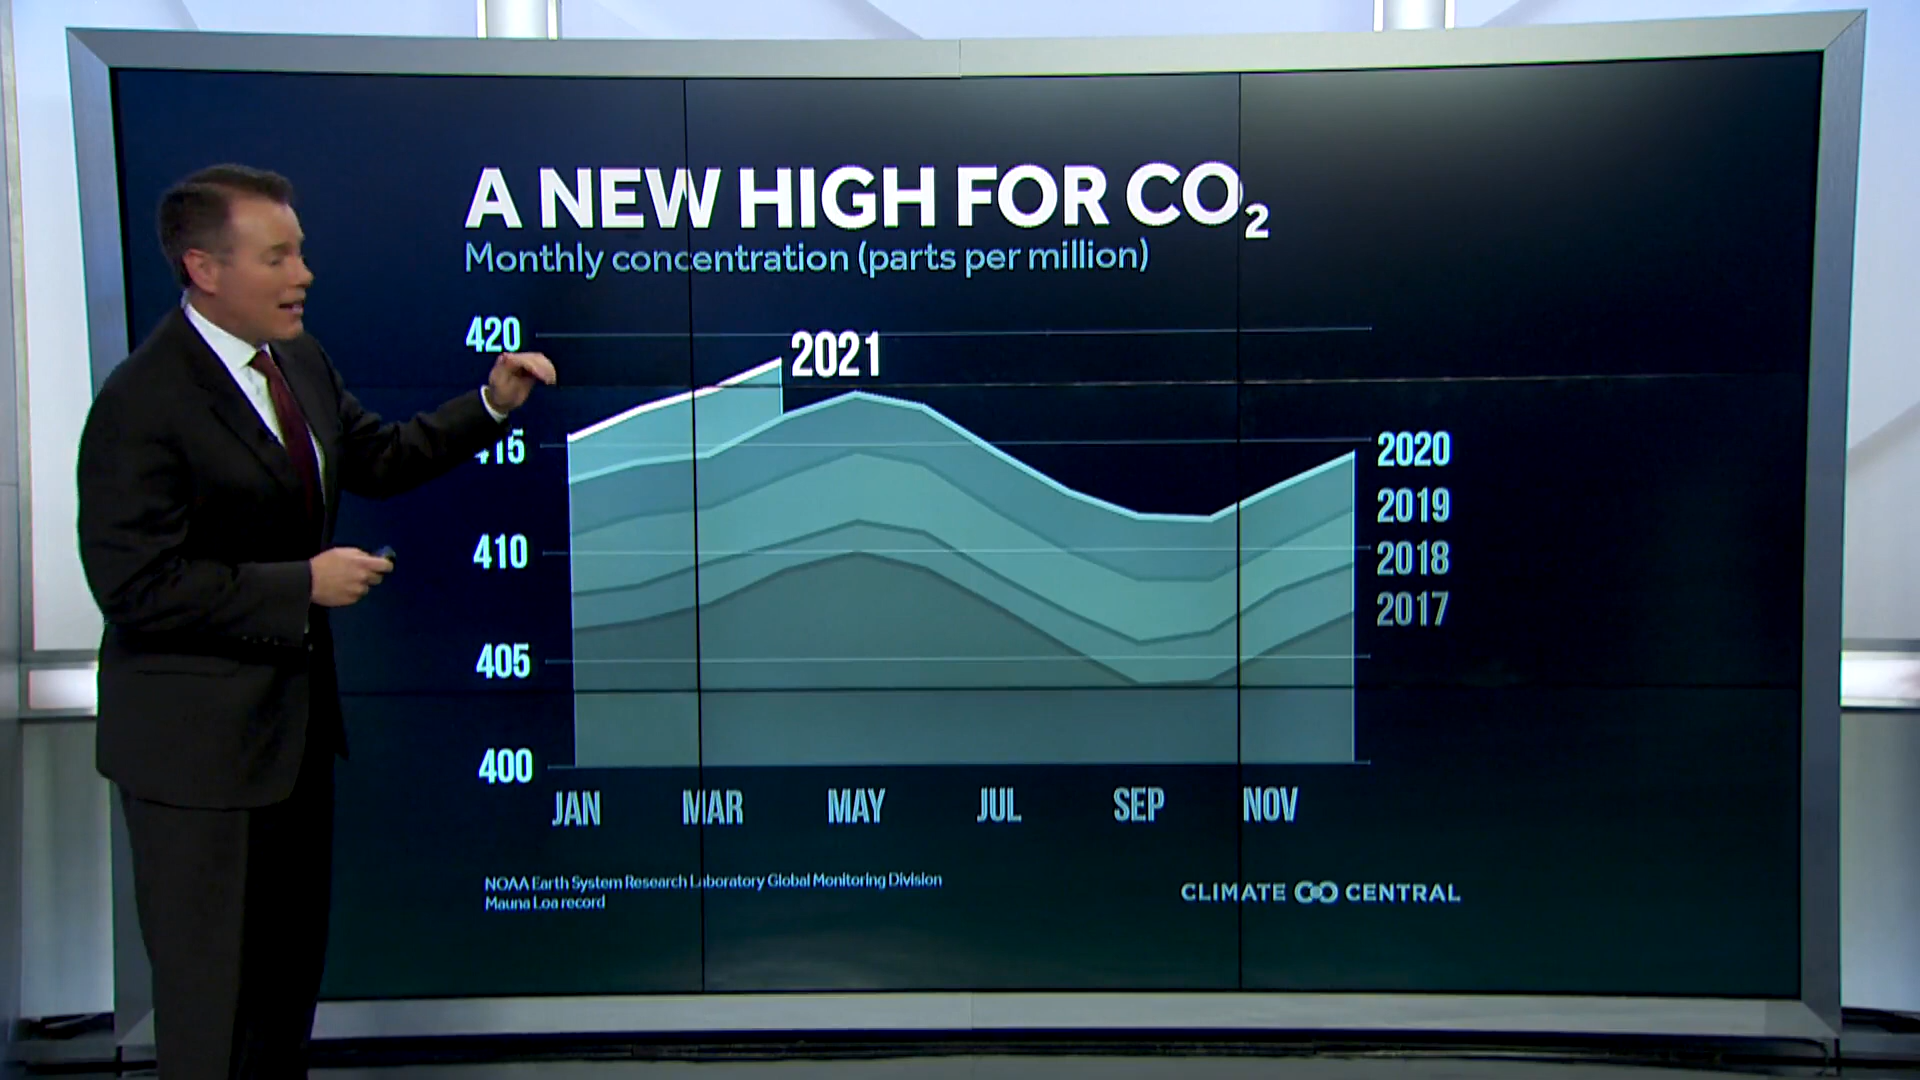 A NEW HIGH FOR CO₂
Monthly concentration (parts per million)
420
2021
415
2020
2019
410
2018
2017
405
400
JAN MAR MAY JUL SEP NOV
NOAA Earth System Research Laboratory Global Monitoring Division
Mauna Loa record
CLIMATE CENTRAL